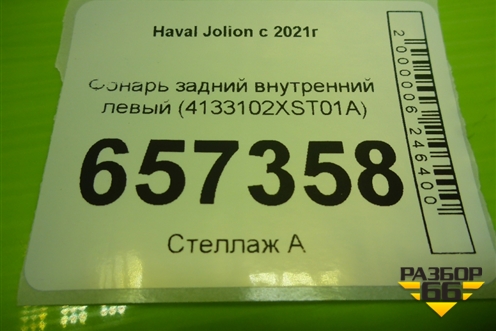 Haval Jolion с 2021г
Фонарь задний внутренний
левый (4133102XST01A)
657358
Стеллаж А
2000006246400
РАЗБОР
66